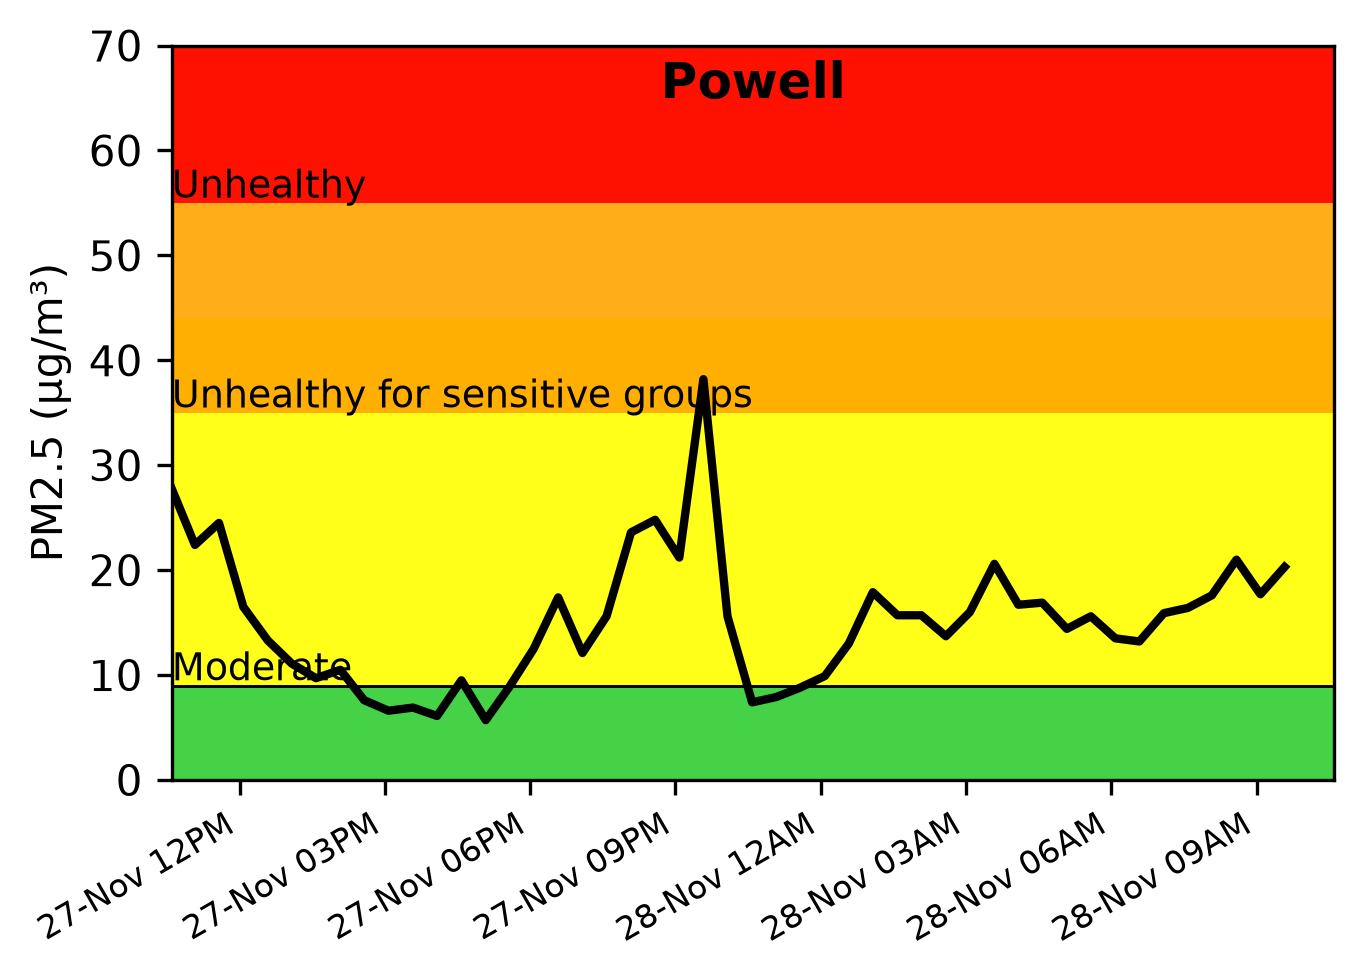 Powell
70
60
50
40
30
20
10
0
PM2.5 (µg/m³)
Unhealthy
Unhealthy for sensitive groups
Moderate
27-Nov 12PM
27-Nov 03PM
27-Nov 06PM
27-Nov 09PM
28-Nov 12AM
28-Nov 03AM
28-Nov 06AM
28-Nov 09AM